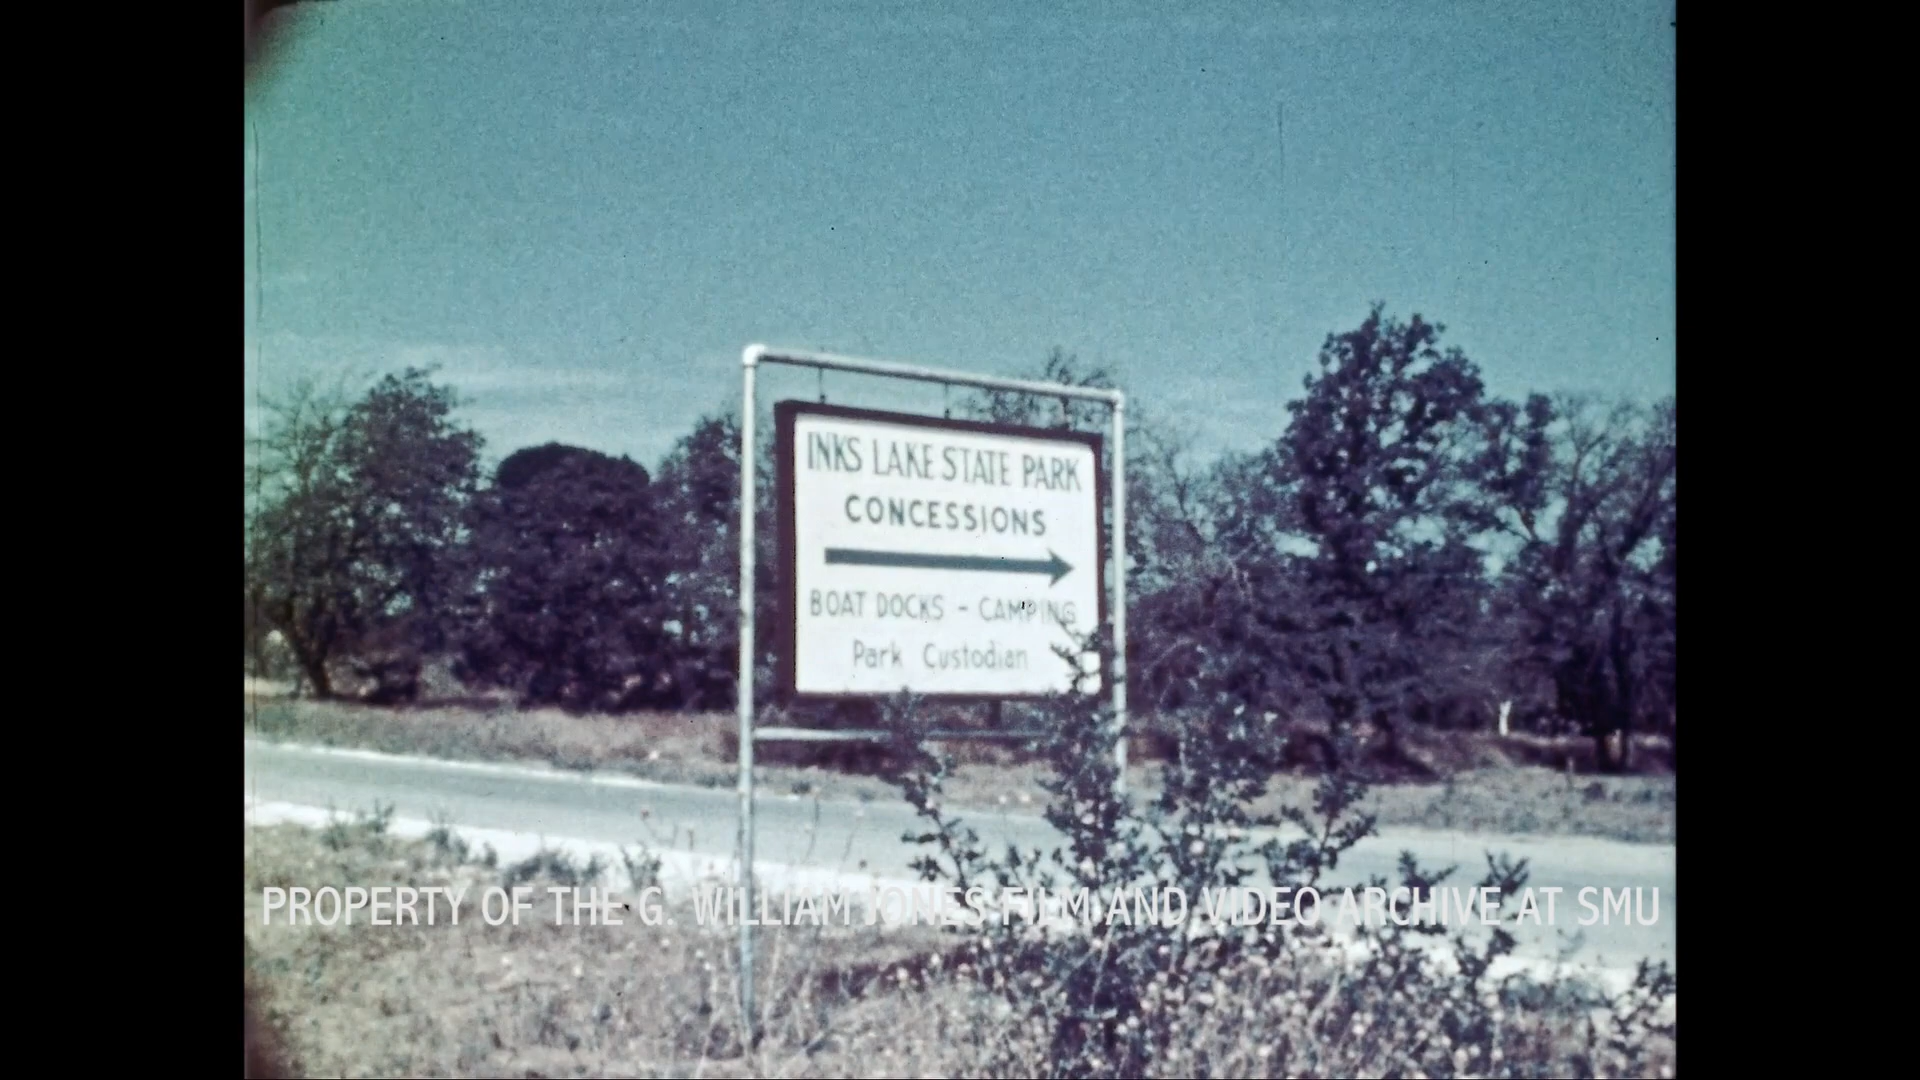 INKS LAKE STATE PARK
CONCESSIONS
BOAT DOCKS - CAMPING
Park Custodian
PROPERTY OF THE G. WILLIAM JONES FILM AND VIDEO ARCHIVE AT SMU